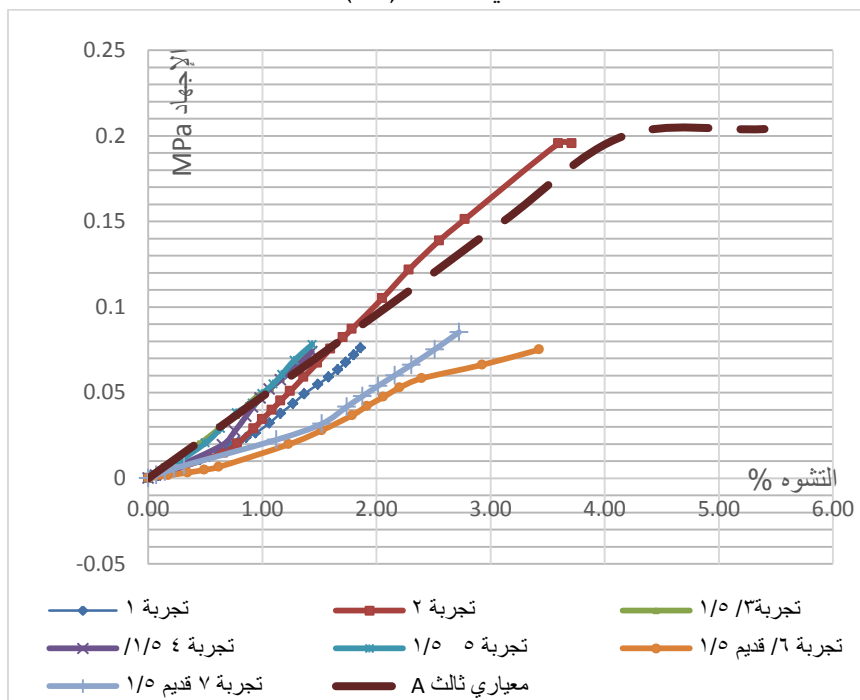 0.25
0.2
0.15
0.1
0.05
0
-0.05
الإجهاد MPa
0.00 1.00 2.00 3.00 4.00 5.00 6.00
التشوه %
تجربة ١
تجربة ٢
تجربة٣/ ١/٥
تجربة ٤ ١/٥/
تجربة ٥ ١/٥
تجربة ٦/ قديم ١/٥
تجربة ٧ قديم ١/٥
معياري ثالث A